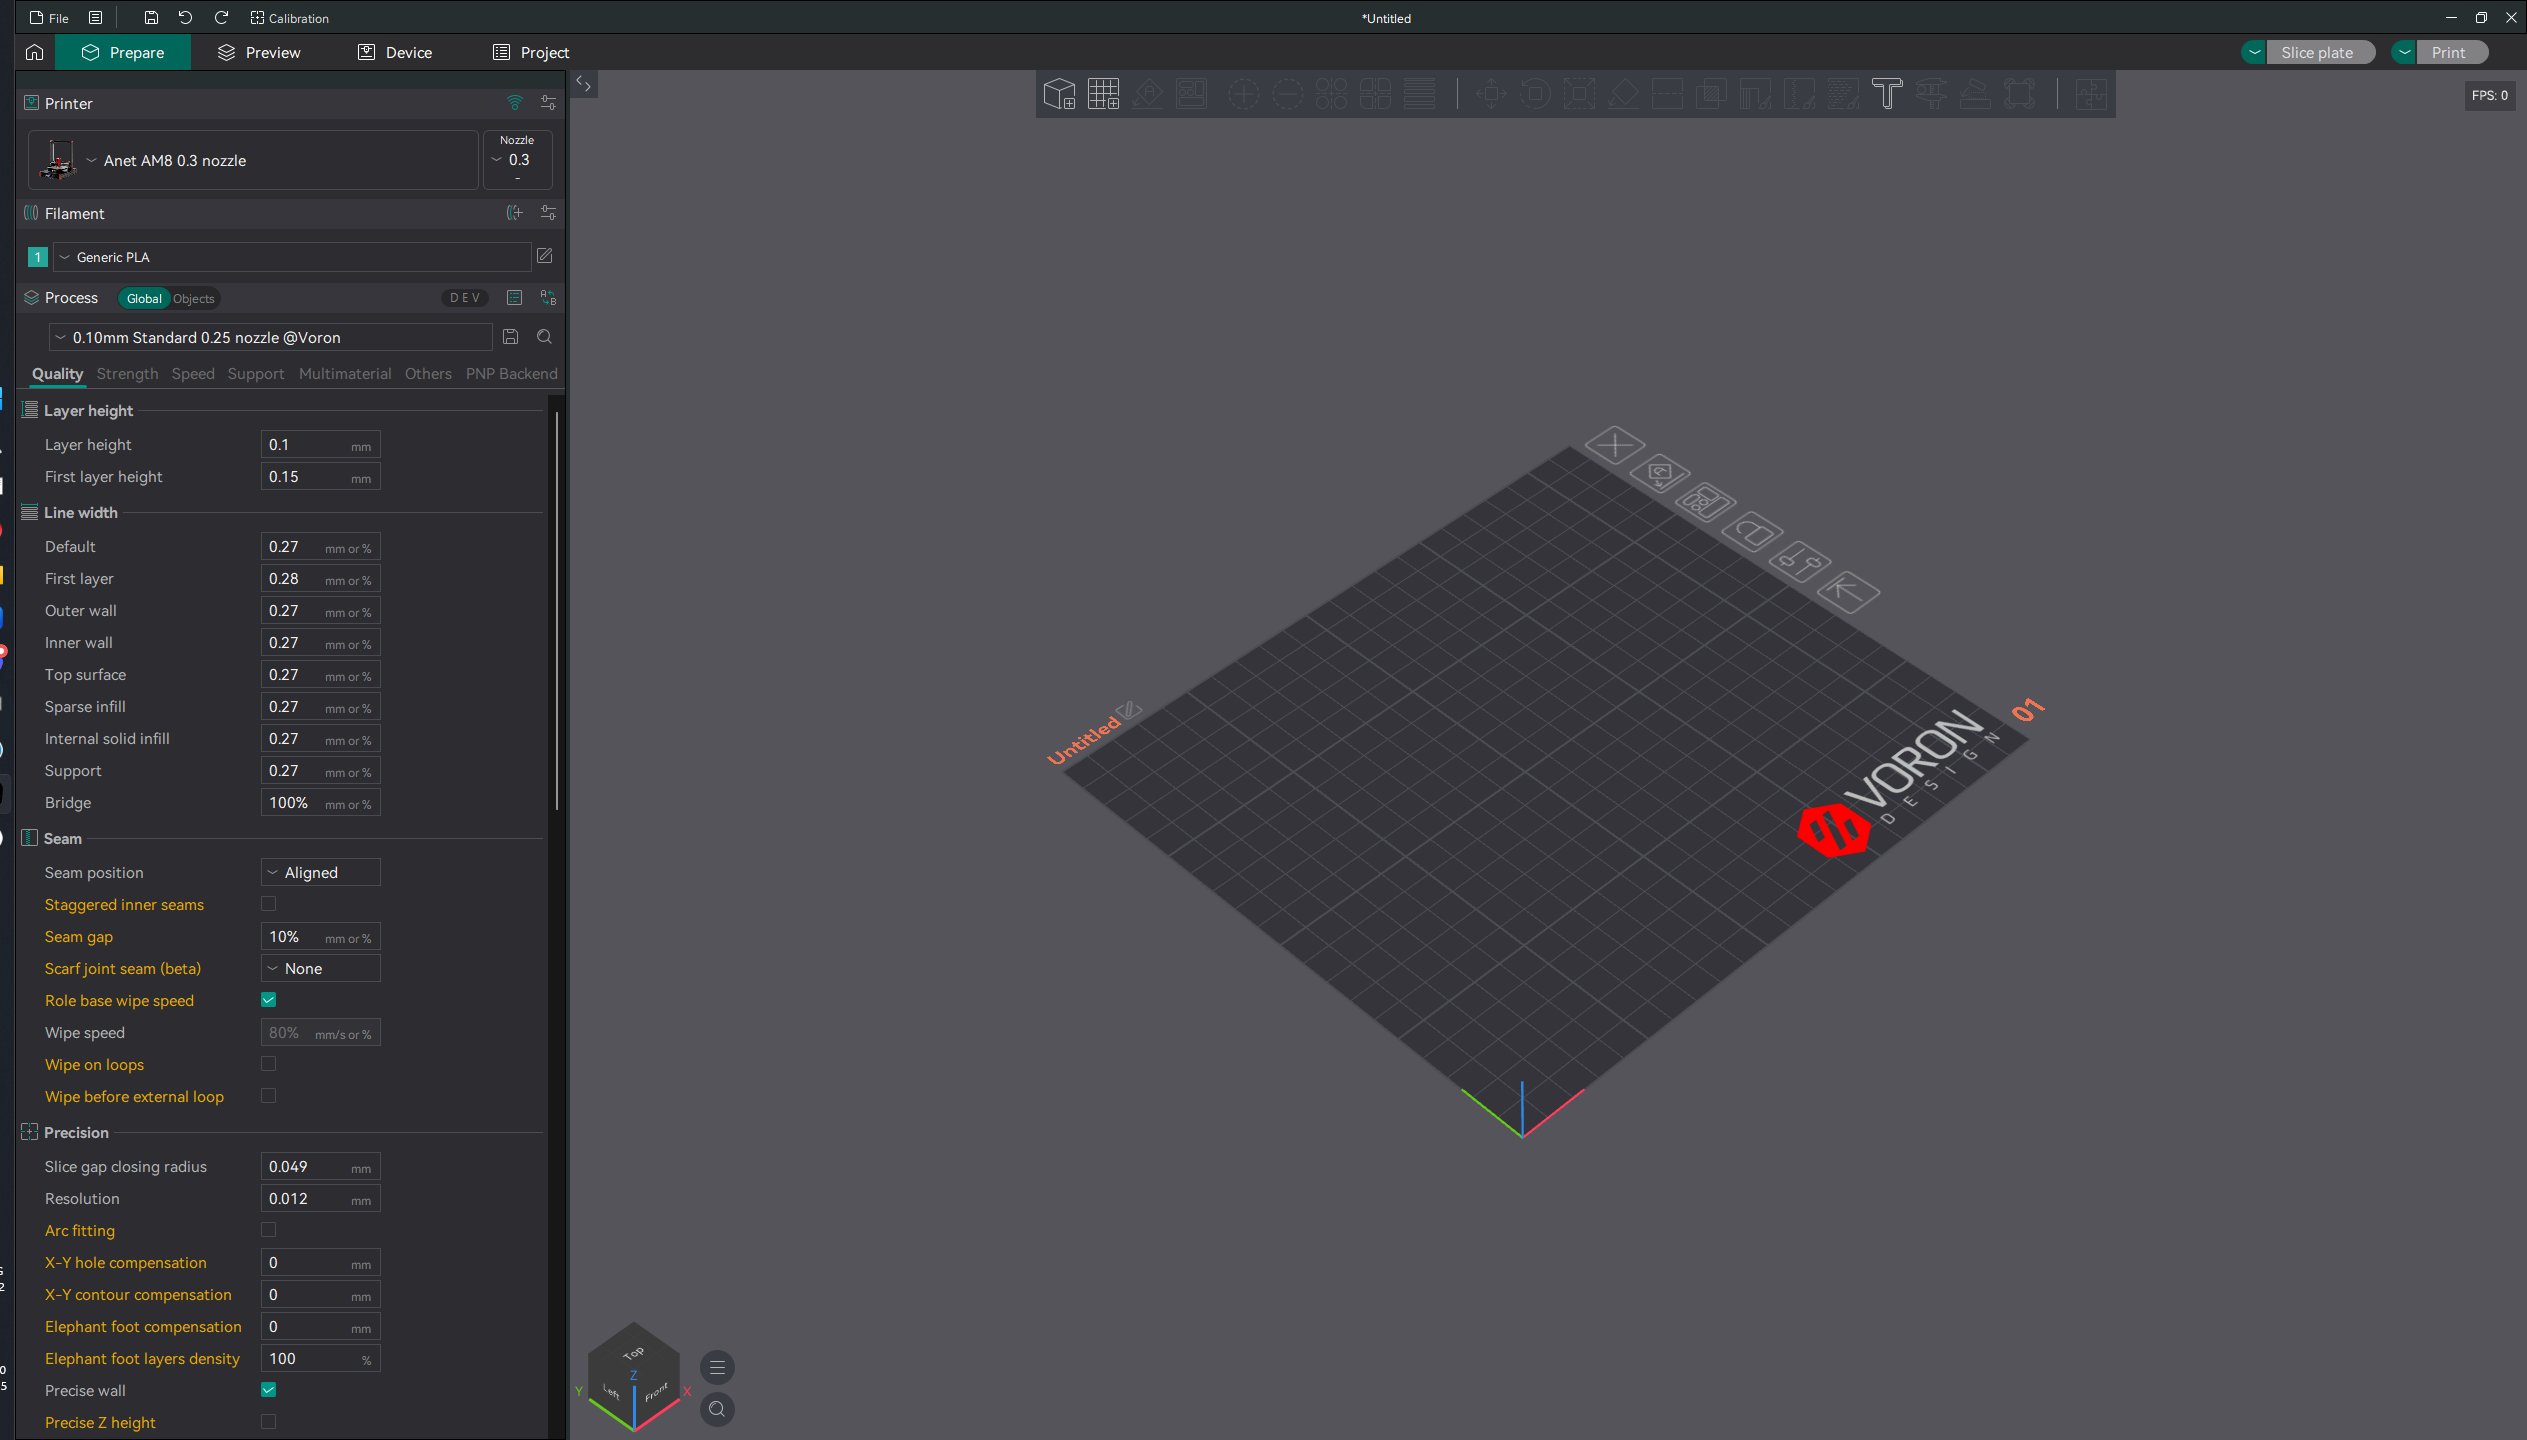 File
Calibration
*Untitled
Prepare
Preview
Device
Project
Slice plate
Print
FPS: 0
Printer
Anet AM8 0.3 nozzle
Nozzle
0.3
-
Filament
1
Generic PLA
Process
Global
Objects
DEV
0.10mm Standard 0.25 nozzle @Voron
Quality Strength Speed Support Multimaterial Others PNP Backend
Layer height
Layer height 0.1 mm
First layer height 0.15 mm
Line width
Default 0.27 mm or %
First layer 0.28 mm or %
Outer wall 0.27 mm or %
Inner wall 0.27 mm or %
Top surface 0.27 mm or %
Sparse infill 0.27 mm or %
Internal solid infill 0.27 mm or %
Support 0.27 mm or %
Bridge 100% mm or %
Seam
Seam position Aligned
Staggered inner seams
Seam gap 10% mm or %
Scarf joint seam (beta) None
Role base wipe speed
Wipe speed 80% mm/s or %
Wipe on loops
Wipe before external loop
Precision
Slice gap closing radius 0.049 mm
Resolution 0.012 mm
Arc fitting
X-Y hole compensation 0 mm
X-Y contour compensation 0 mm
Elephant foot compensation 0 mm
Elephant foot layers density 100 %
Precise wall
Precise Z height
Untitled
01
VORON
DESIGN
Top
Left
Front
Z
Y
X